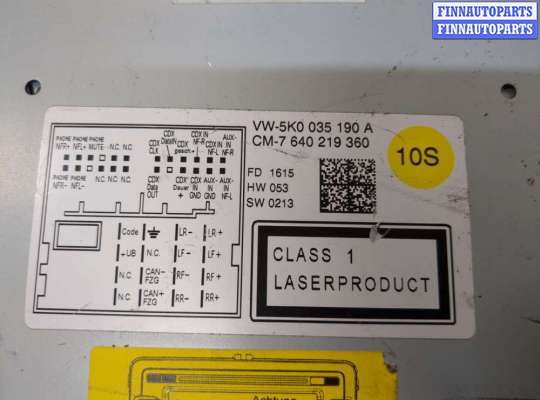 FINNAUTOPARTS
FINNAUTOPARTS
PHONE PHONE PHONE
NFR+ NFL+ MUTE N.C. N.C.
PHONE PHONE
NFR- NFL-
CDX CDX CDX IN AUX-
CLK DataIN NF-R IN
gesch.+ CDX IN NF-R
NF-L
CDX CDX CDX AUX- AUX-
Data Dauer IN IN IN
OUT + GND GND NF-L
Code LR- LR+
+UB N.C. LF- LF+
N.C. CAN- RF- RF+
FZG
N.C. CAN+ RR- RR+
FZG
VW-5K0 035 190 A
CM-7 640 219 360
FD 1615
HW 053
SW 0213
10S
CLASS 1
LASERPRODUCT
Achtung